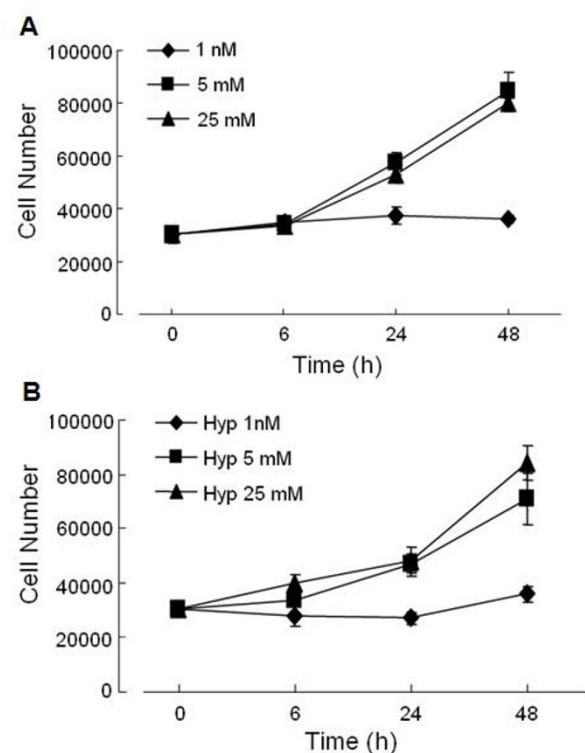 A
100000
80000
60000
40000
20000
0
Cell Number
1 nM
5 mM
25 mM
0 6 24 48
Time (h)
B
100000
80000
60000
40000
20000
0
Cell Number
Hyp 1nM
Hyp 5 mM
Hyp 25 mM
0 6 24 48
Time (h)